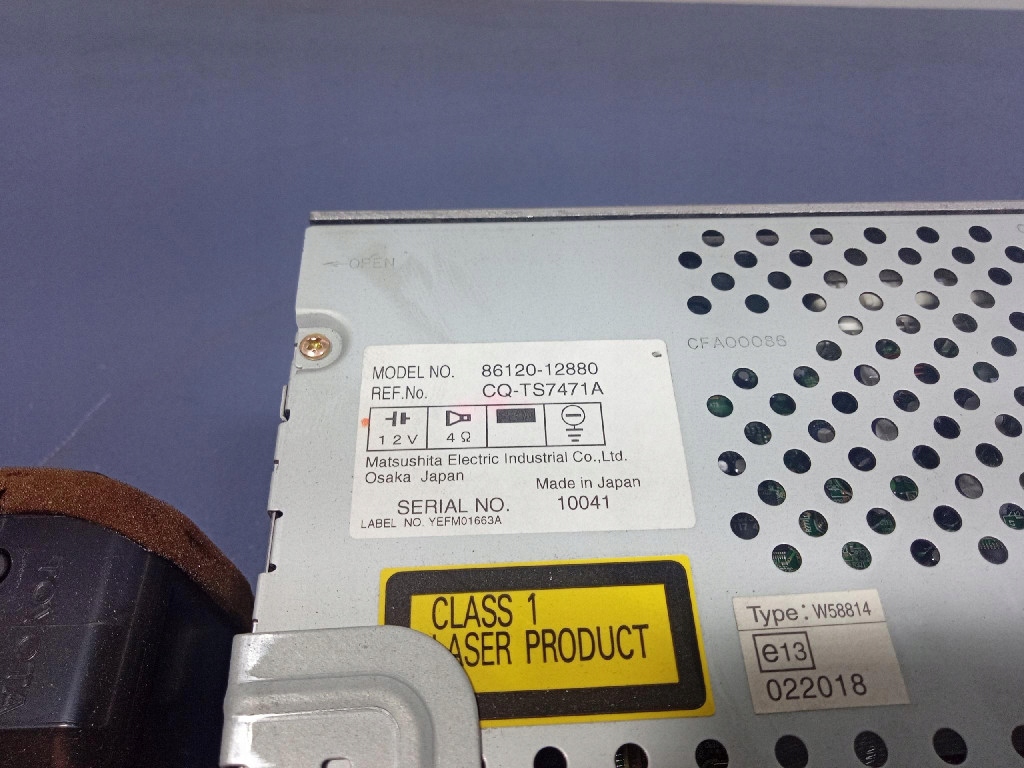 ← OPEN
CFA00086
MODEL NO. 86120-12880
REF.No. CQ-TS7471A
12V 4Ω
Matsushita Electric Industrial Co.,Ltd.
Osaka Japan
Made in Japan
SERIAL NO. 10041
LABEL NO. YEFM01663A
CLASS 1
LASER PRODUCT
Type: W58814
e13
022018